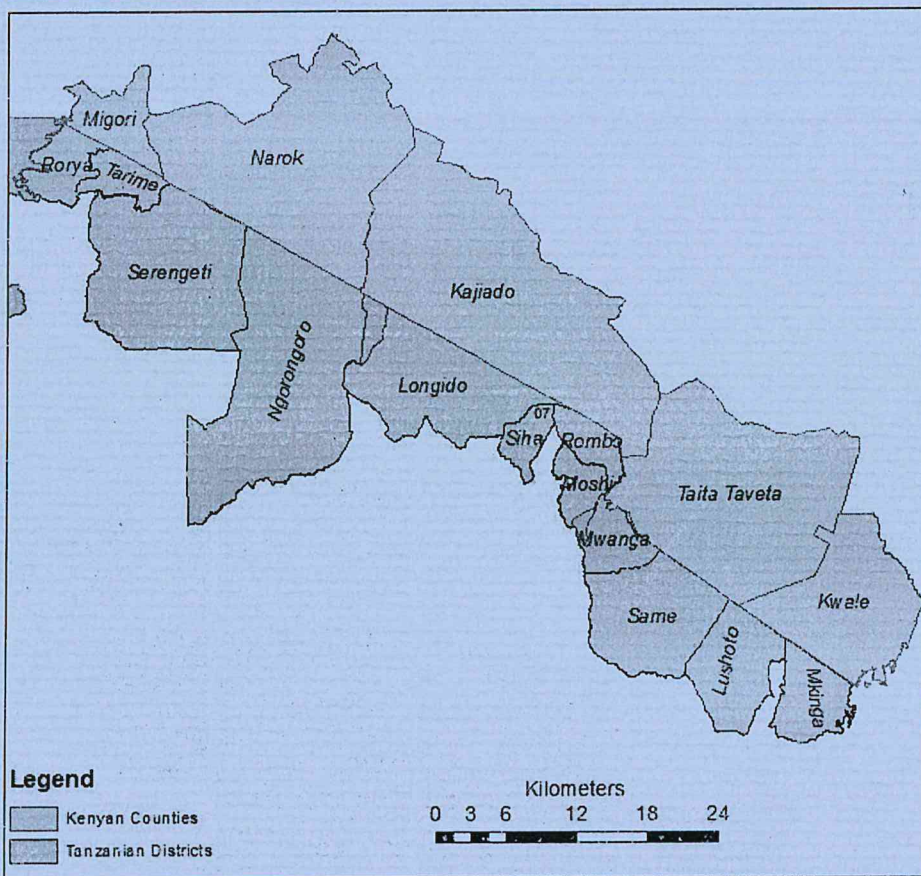 Migori
Narok
Rorya
Tarime
Serengeti
Kajiado
Ngorongoro
Longido
07
Siha
Rombo
Moshi
Taita Taveta
Mwanga
Kwale
Same
Lushoto
Mkinga
Legend
Kenyan Counties
Tanzanian Districts
Kilometers
0 3 6 12 18 24